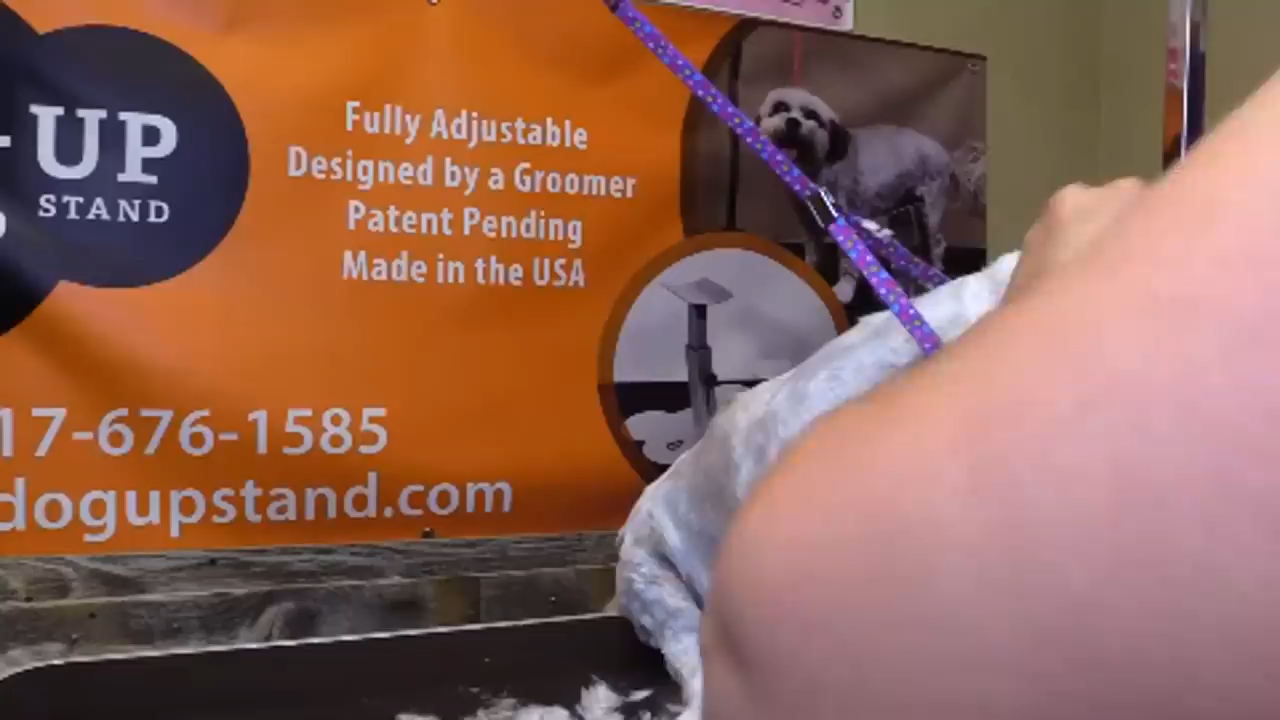 -UP
STAND
Fully Adjustable
Designed by a Groomer
Patent Pending
Made in the USA
17-676-1585
dogupstand.com